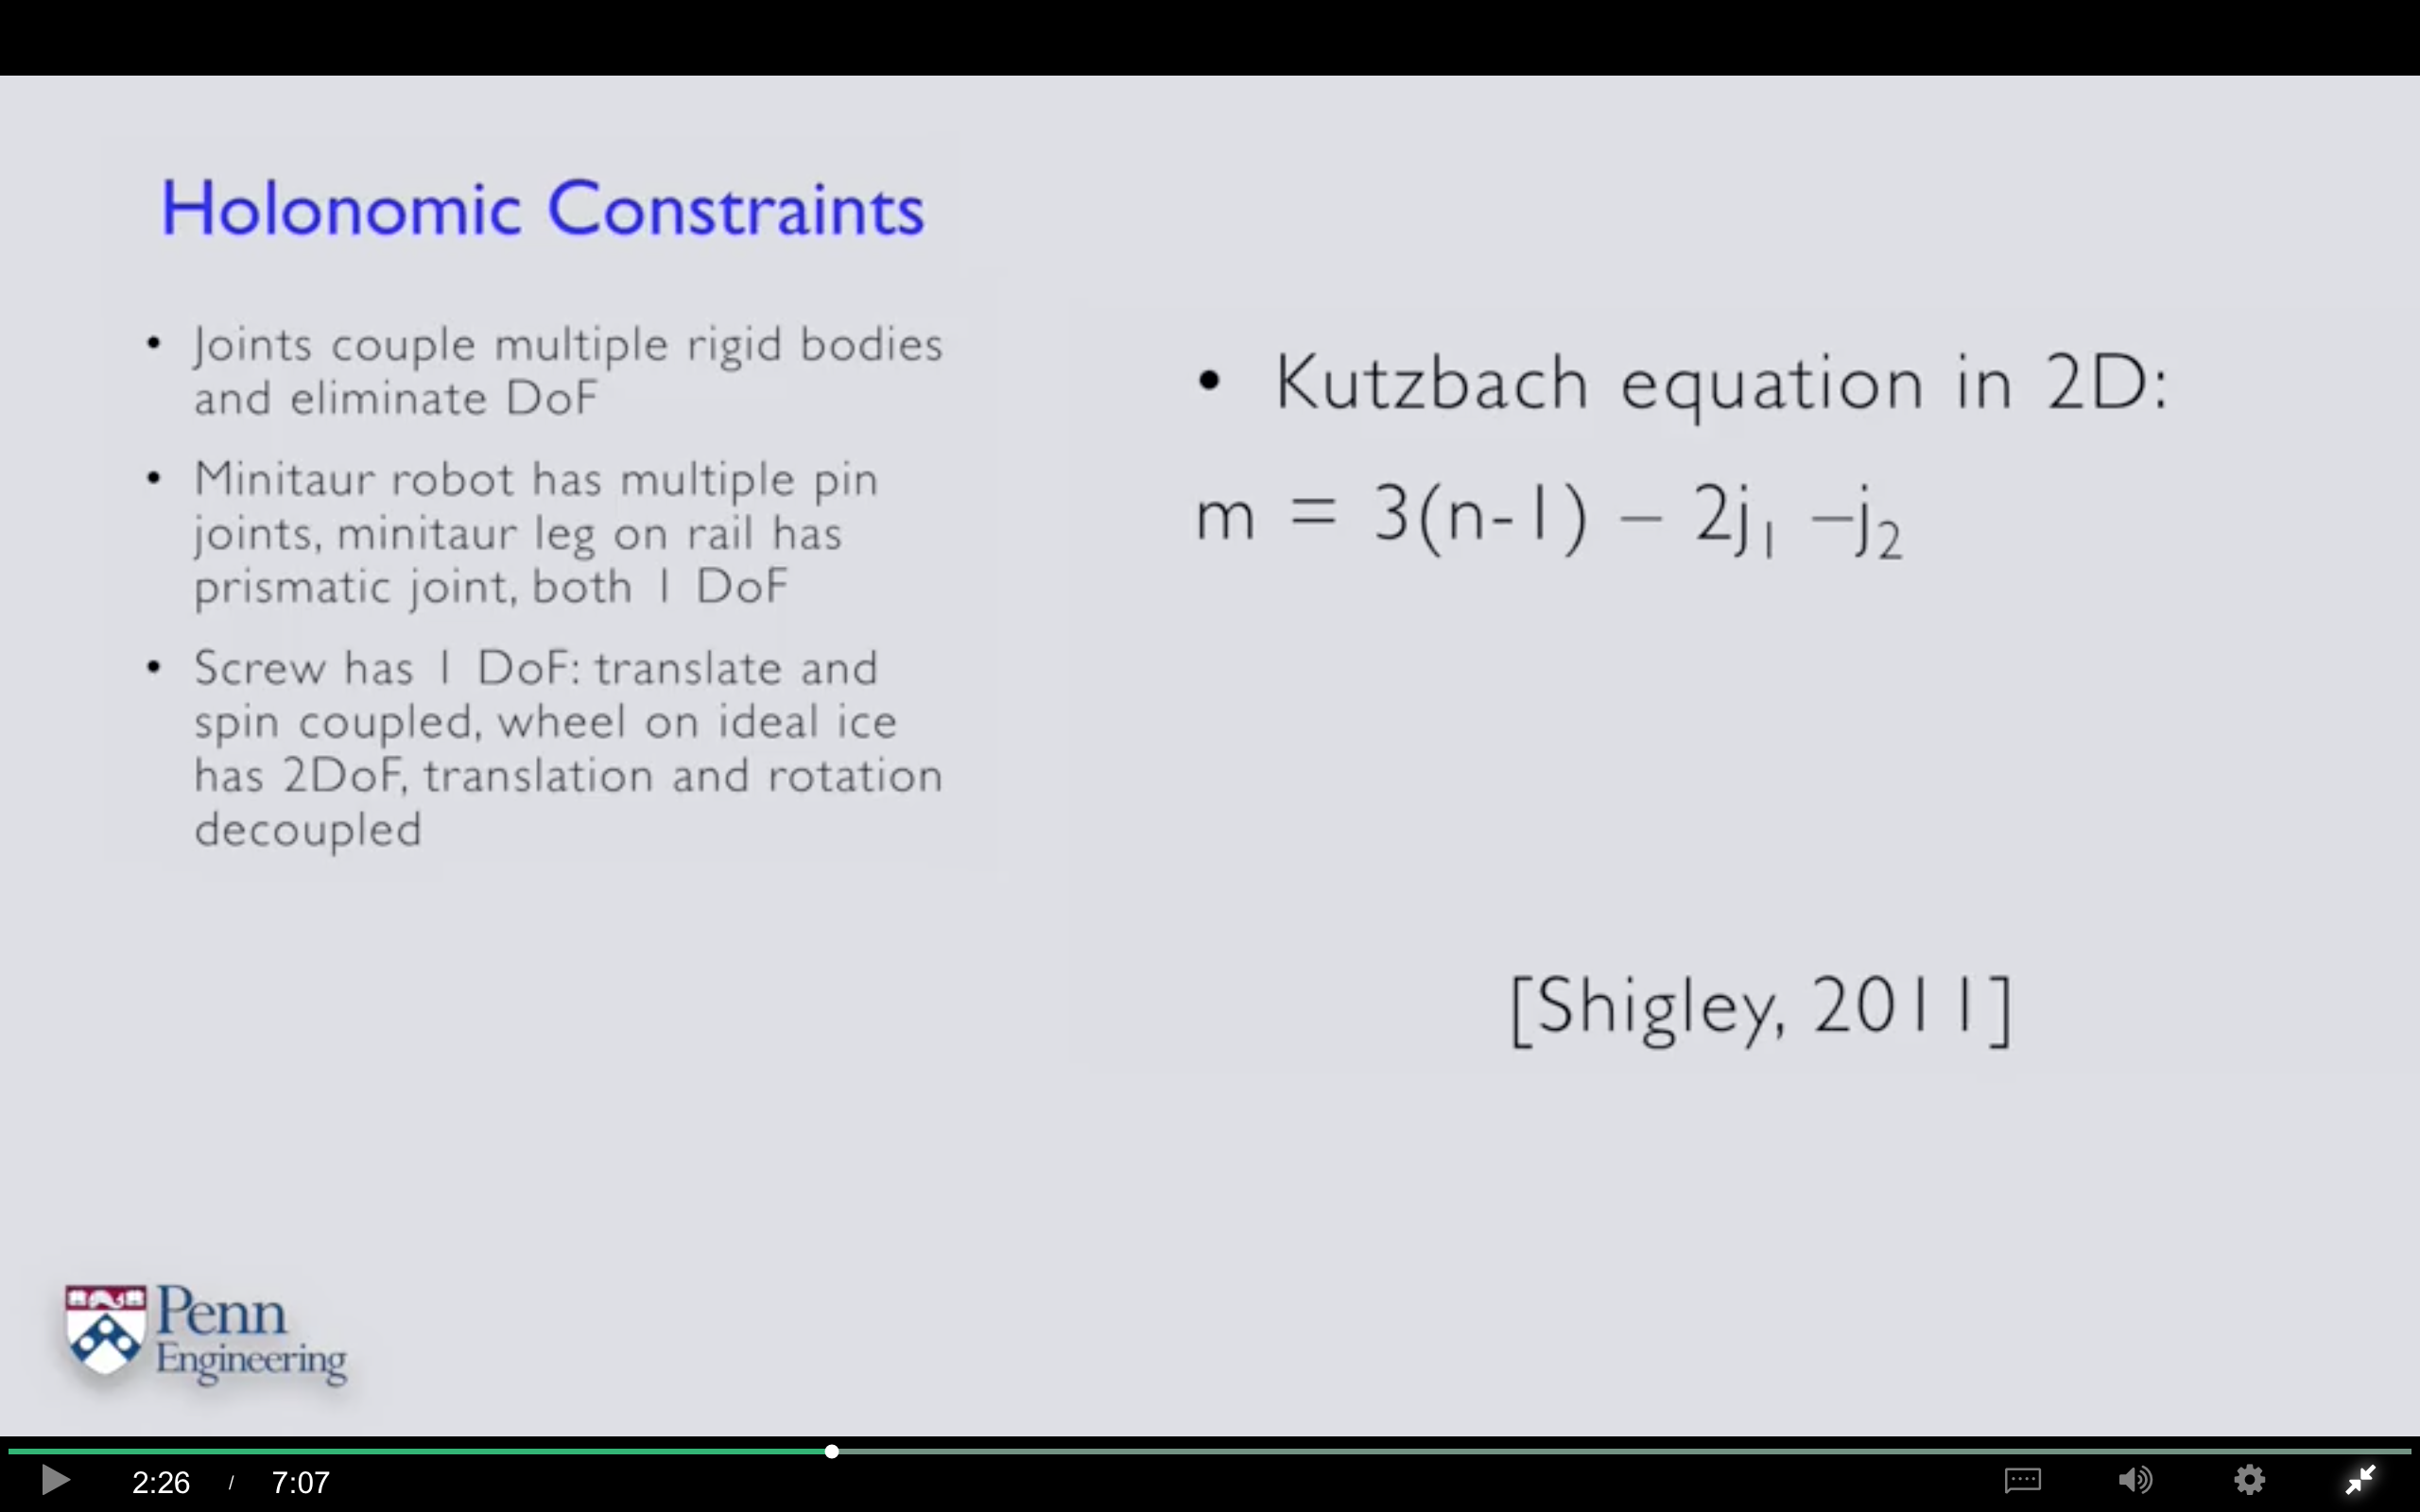 Holonomic Constraints
• Joints couple multiple rigid bodies
and eliminate DoF
• Minitaur robot has multiple pin
joints, minitaur leg on rail has
prismatic joint, both 1 DoF
• Screw has 1 DoF: translate and
spin coupled, wheel on ideal ice
has 2DoF, translation and rotation
decoupled
• Kutzbach equation in 2D:
m = 3(n-1) – 2j₁ –j₂
[Shigley, 2011]
Penn
Engineering
2:26 / 7:07